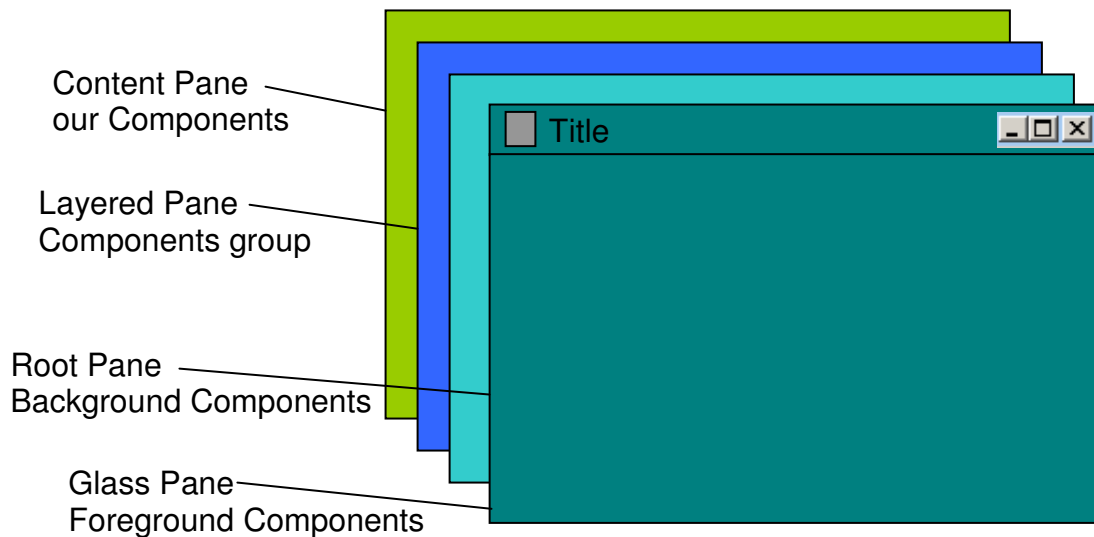 Content Pane
our Components
Title
Layered Pane
Components group
Root Pane
Background Components
Glass Pane
Foreground Components